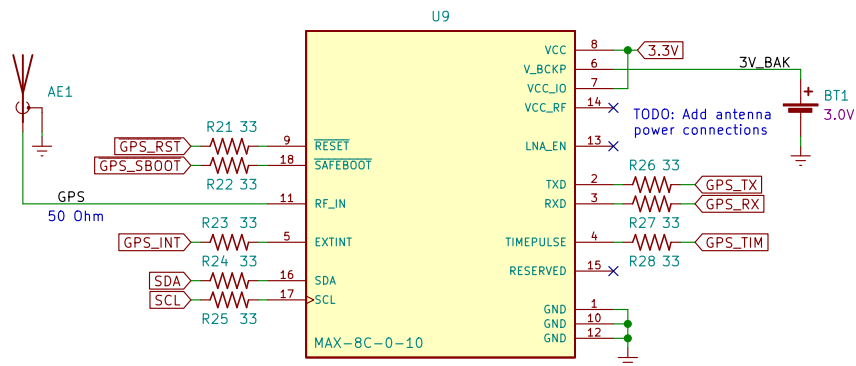 U9
AE1
GPS_RST
R21 33
9
RESET
GPS_SBOOT
R22 33
18
SAFEBOOT
GPS
50 Ohm
11
RF_IN
GPS_INT
R23 33
5
EXTINT
SDA
R24 33
16
SDA
SCL
R25 33
17
SCL
MAX-8C-0-10
VCC
8
3.3V
V_BCKP
6
3V_BAK
VCC_IO
7
VCC_RF
14
TODO: Add antenna
power connections
BT1
3.0V
LNA_EN
13
TXD
2
R26 33
GPS_TX
RXD
3
R27 33
GPS_RX
TIMEPULSE
4
R28 33
GPS_TIM
RESERVED
15
GND
1
GND
10
GND
12